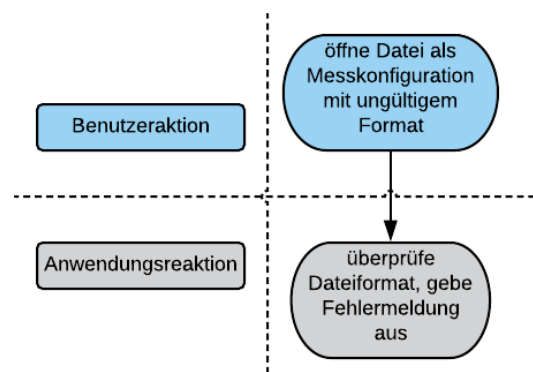 Benutzeraktion
öffne Datei als
Messkonfiguration
mit ungültigem
Format
Anwendungsreaktion
überprüfe
Dateiformat, gebe
Fehlermeldung
aus